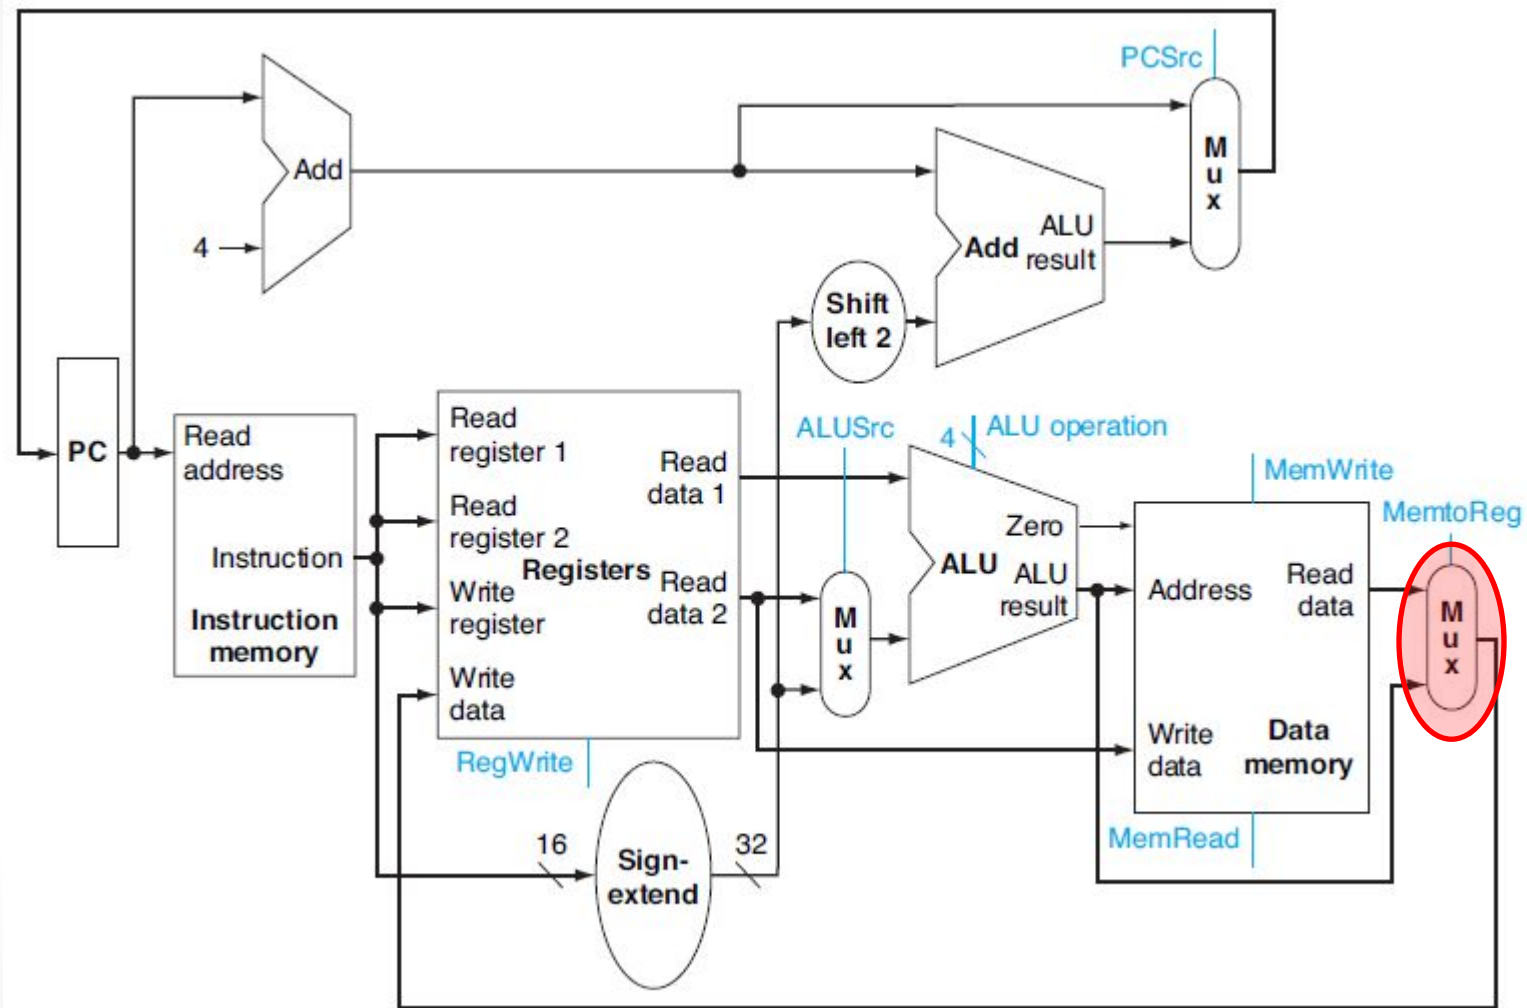 PCSrc
M
u
x
Add
4
Add
ALU
result
Shift
left 2
PC
Read
address
Instruction
Instruction
memory
Read
register 1
Read
register 2
Registers
Write
register
Write
data
Read
data 1
Read
data 2
RegWrite
16
Sign-
extend
32
ALUSrc
M
u
x
4
ALU operation
Zero
ALU
ALU
result
MemWrite
Address
Read
data
Write
data
Data
memory
MemRead
MemtoReg
M
u
x